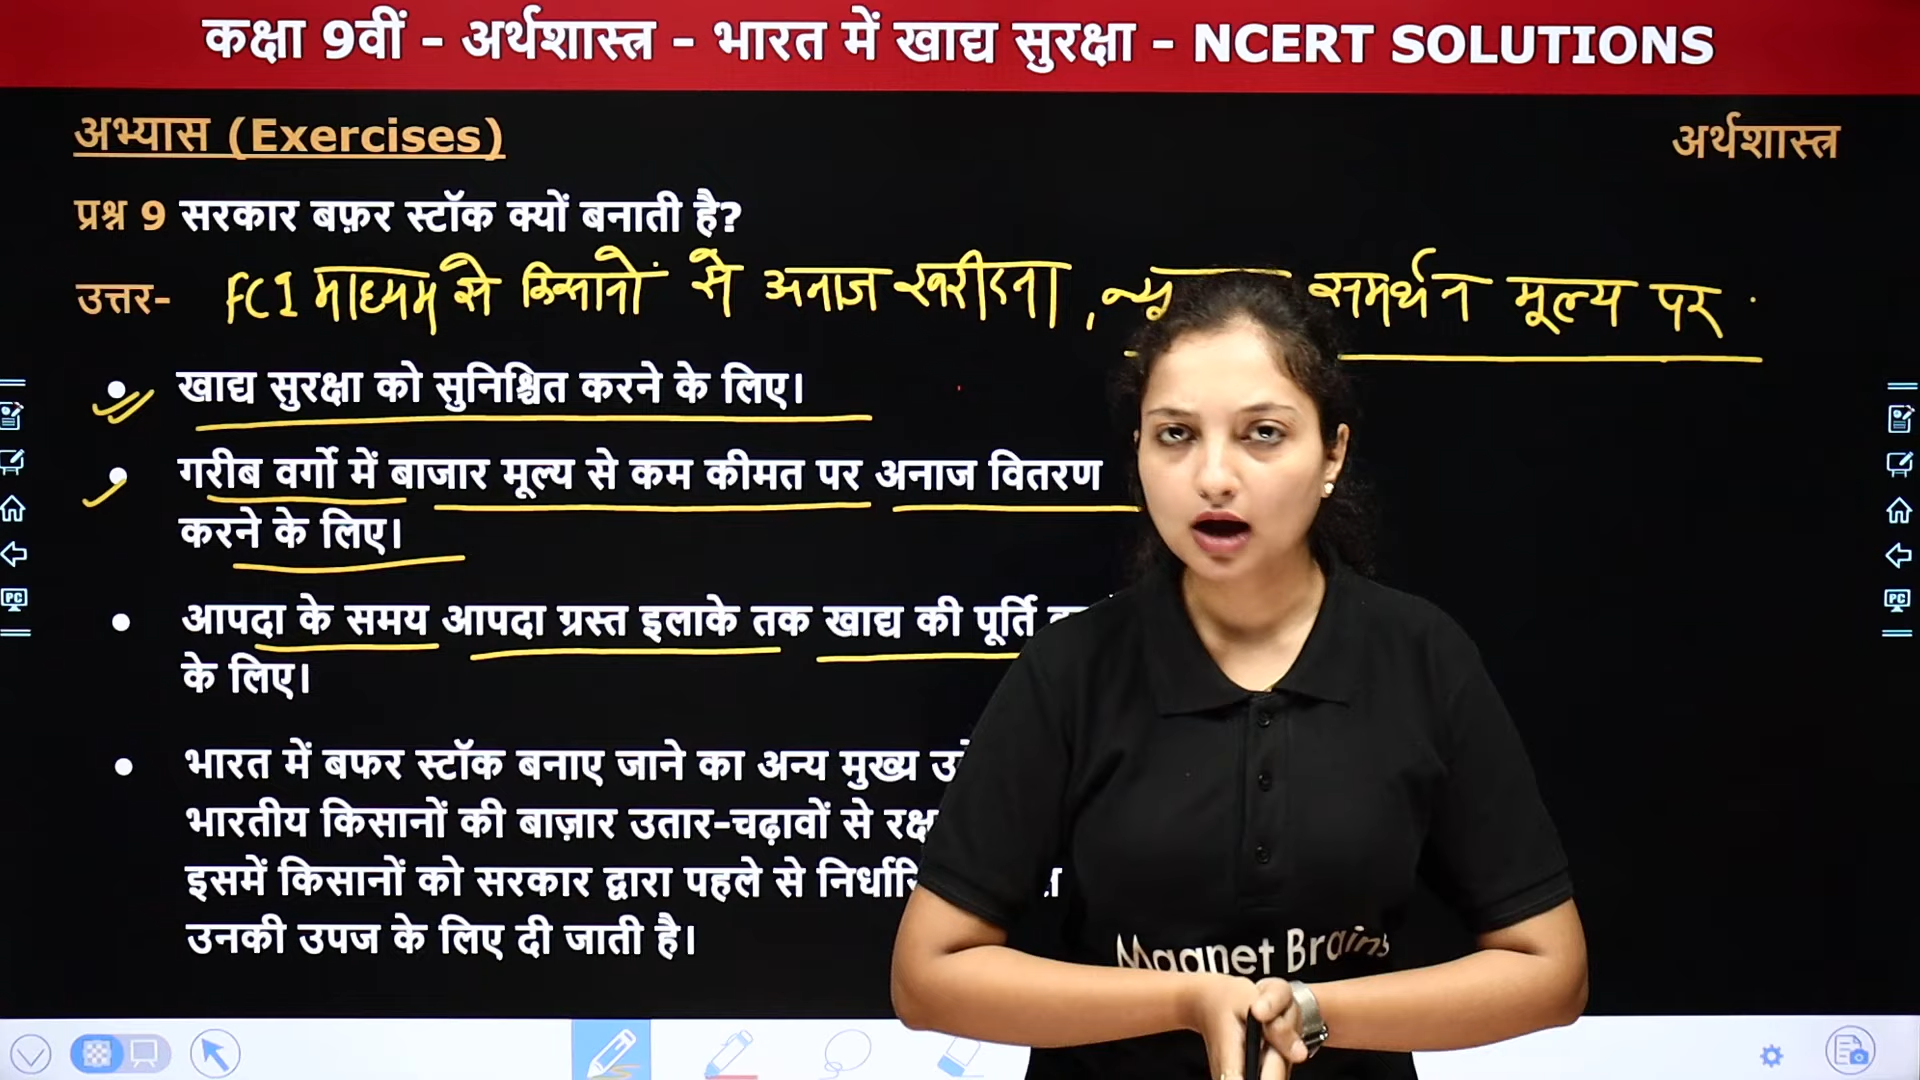 कक्षा 9वीं - अर्थशास्त्र - भारत में खाद्य सुरक्षा - NCERT SOLUTIONS
अभ्यास (Exercises)
अर्थशास्त्र
प्रश्न 9 सरकार बफ़र स्टॉक क्यों बनाती है?
उत्तर- FCI माध्यम से किसानों से अनाज खरीदना, समर्थन मूल्य पर
• खाद्य सुरक्षा को सुनिश्चित करने के लिए।
• गरीब वर्गो में बाजार मूल्य से कम कीमत पर अनाज वितरण
करने के लिए।
• आपदा के समय आपदा ग्रस्त इलाके तक खाद्य की पूर्ति
के लिए।
• भारत में बफर स्टॉक बनाए जाने का अन्य मुख्य
भारतीय किसानों की बाज़ार उतार-चढ़ावों से
इसमें किसानों को सरकार द्वारा पहले से
उनकी उपज के लिए दी जाती है।
Magnet Brains
PC
PC